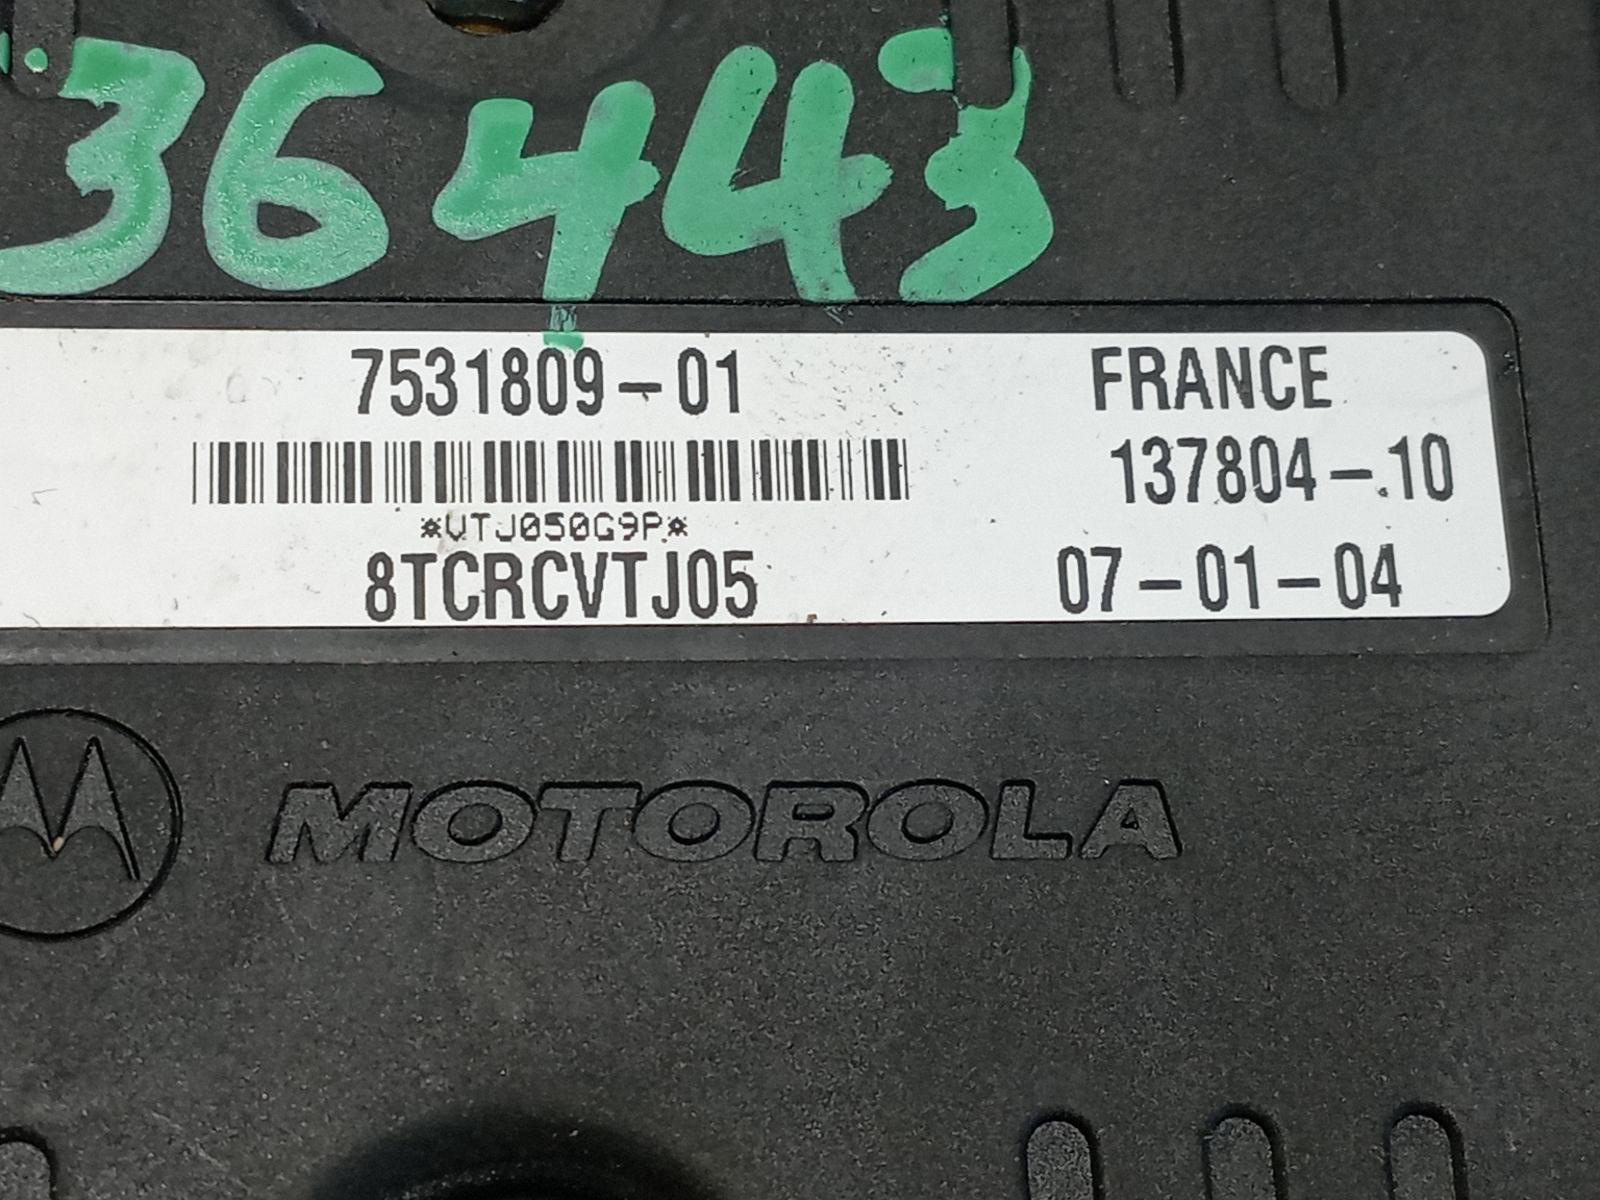 36443
7531809-01
FRANCE
137804-10
*VTJ050G9P*
8TCRCVTJ05
07-01-04
MOTOROLA